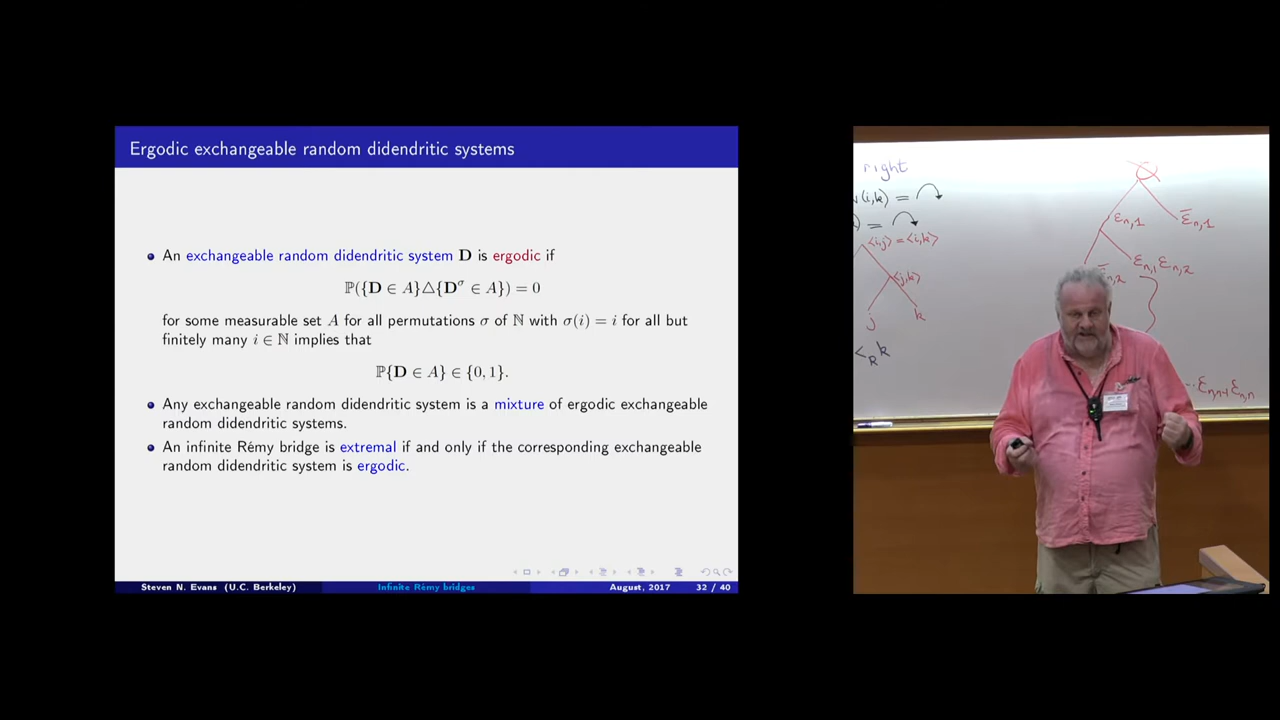 Ergodic exchangeable random didendritic systems
An exchangeable random didendritic system D is ergodic if
ℙ({D ∈ A}△{D^σ ∈ A}) = 0
for some measurable set A for all permutations σ of ℕ with σ(i) = i for all but
finitely many i ∈ ℕ implies that
ℙ{D ∈ A} ∈ {0, 1}.
Any exchangeable random didendritic system is a mixture of ergodic exchangeable
random didendritic systems.
An infinite Rémy bridge is extremal if and only if the corresponding exchangeable
random didendritic system is ergodic.
Steven N. Evans (U.C. Berkeley) Infinite Rémy bridges August, 2017 32 / 40
right
(i,k) =
) =
<i,j> = <i,k>
<j,k>
j k
<_R k
ε_{n,1} ε̄_{n,1}
ε̄_{n,2} ε_{n,1} ε_{n,2}
ε_{n,n-1} ε_{n,n}